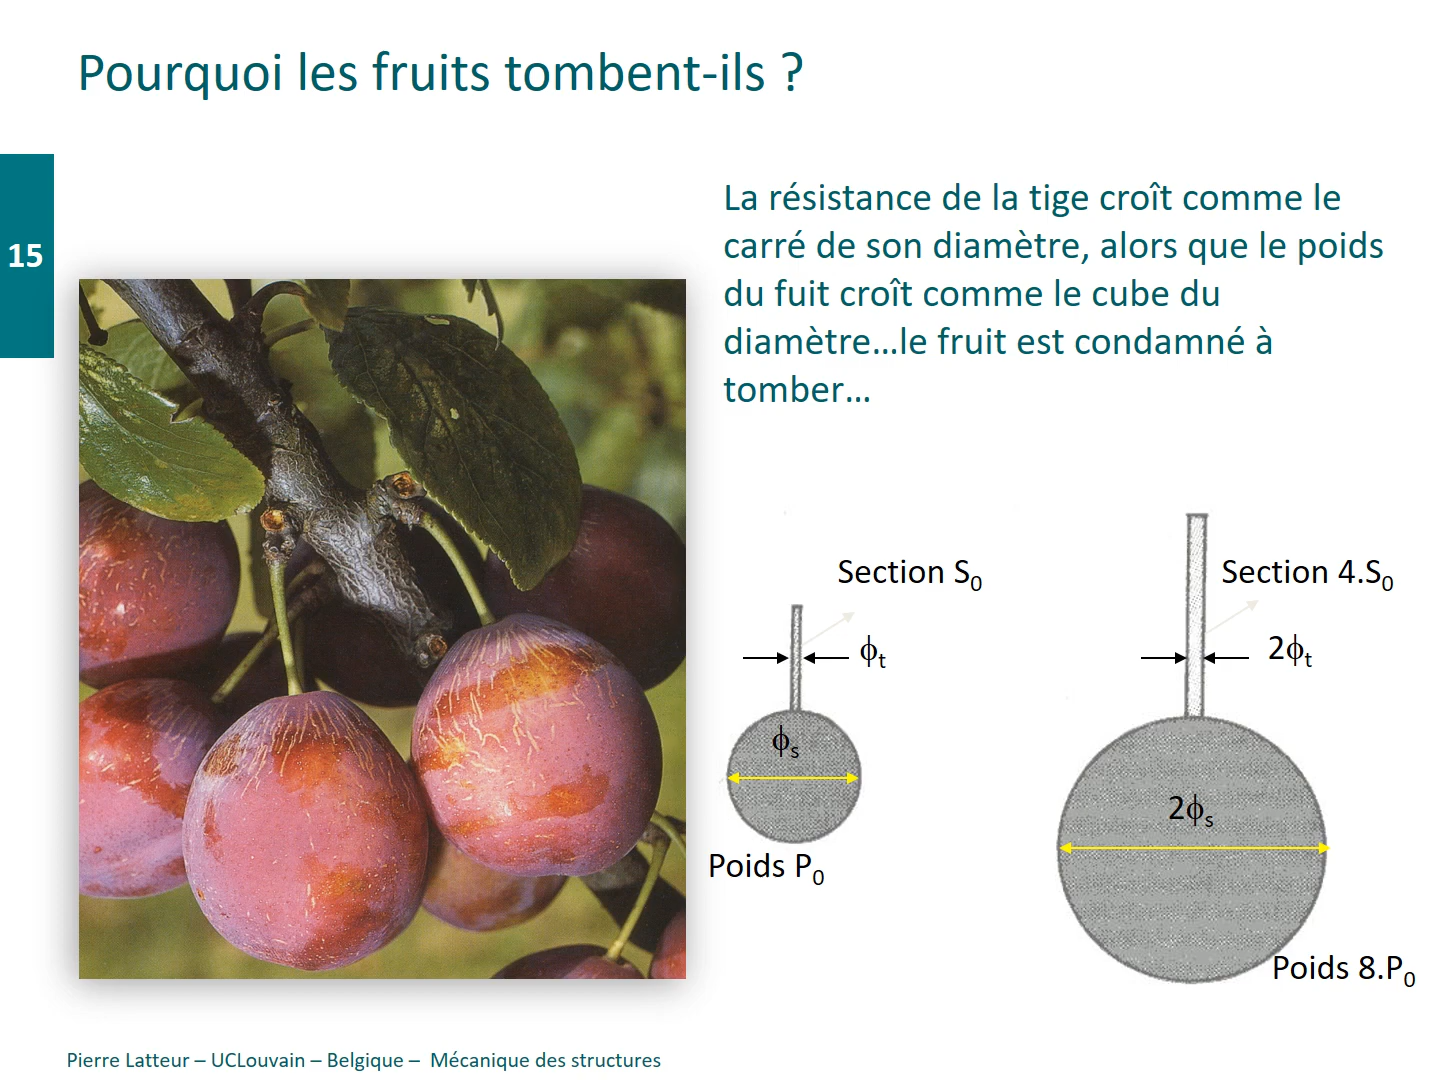 Pourquoi les fruits tombent-ils ?
15
La résistance de la tige croît comme le
carré de son diamètre, alors que le poids
du fuit croît comme le cube du
diamètre...le fruit est condamné à
tomber...
Section S0
ϕt
ϕs
Poids P0
Section 4.S0
2ϕt
2ϕs
Poids 8.P0
Pierre Latteur – UCLouvain – Belgique – Mécanique des structures